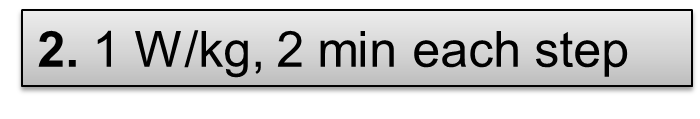 2. 1 W/kg, 2 min each step